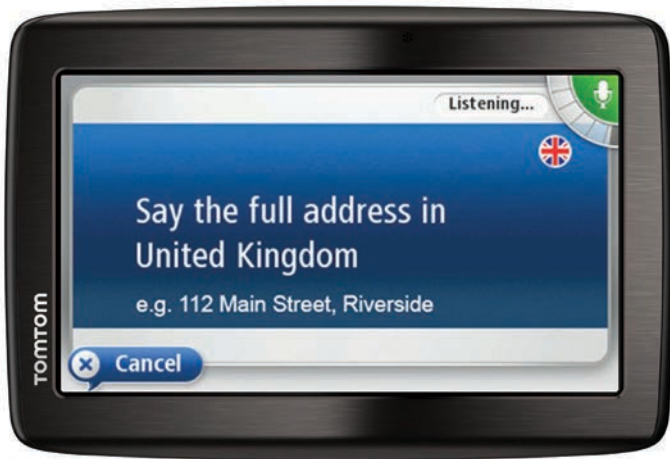 Listening...
Say the full address in
United Kingdom
e.g. 112 Main Street, Riverside
Cancel
TOMTOM